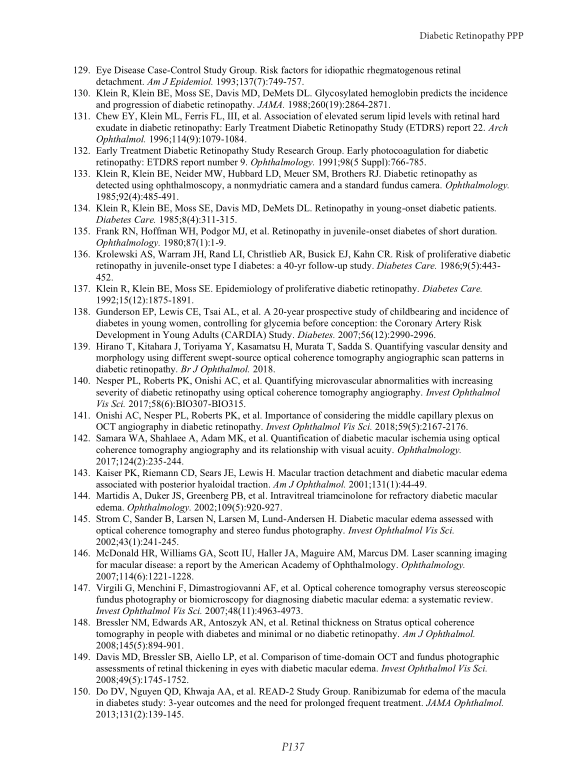 Diabetic Retinopathy PPP
129. Eye Disease Case-Control Study Group. Risk factors for idiopathic rhegmatogenous retinal
detachment. Am J Epidemiol. 1993;137(7):749-757.
130. Klein R, Klein BE, Moss SE, Davis MD, DeMets DL. Glycosylated hemoglobin predicts the incidence
and progression of diabetic retinopathy. JAMA. 1988;260(19):2864-2871.
131. Chew EY, Klein ML, Ferris FL, III, et al. Association of elevated serum lipid levels with retinal hard
exudate in diabetic retinopathy: Early Treatment Diabetic Retinopathy Study (ETDRS) report 22. Arch
Ophthalmol. 1996;114(9):1079-1084.
132. Early Treatment Diabetic Retinopathy Study Research Group. Early photocoagulation for diabetic
retinopathy: ETDRS report number 9. Ophthalmology. 1991;98(5 Suppl):766-785.
133. Klein R, Klein BE, Neider MW, Hubbard LD, Meuer SM, Brothers RJ. Diabetic retinopathy as
detected using ophthalmoscopy, a nonmydriatic camera and a standard fundus camera. Ophthalmology.
1985;92(4):485-491.
134. Klein R, Klein BE, Moss SE, Davis MD, DeMets DL. Retinopathy in young-onset diabetic patients.
Diabetes Care. 1985;8(4):311-315.
135. Frank RN, Hoffman WH, Podgor MJ, et al. Retinopathy in juvenile-onset diabetes of short duration.
Ophthalmology. 1980;87(1):1-9.
136. Krolewski AS, Warram JH, Rand LI, Christlieb AR, Busick EJ, Kahn CR. Risk of proliferative diabetic
retinopathy in juvenile-onset type I diabetes: a 40-yr follow-up study. Diabetes Care. 1986;9(5):443-
452.
137. Klein R, Klein BE, Moss SE. Epidemiology of proliferative diabetic retinopathy. Diabetes Care.
1992;15(12):1875-1891.
138. Gunderson EP, Lewis CE, Tsai AL, et al. A 20-year prospective study of childbearing and incidence of
diabetes in young women, controlling for glycemia before conception: the Coronary Artery Risk
Development in Young Adults (CARDIA) Study. Diabetes. 2007;56(12):2990-2996.
139. Hirano T, Kitahara J, Toriyama Y, Kasamatsu H, Murata T, Sadda S. Quantifying vascular density and
morphology using different swept-source optical coherence tomography angiographic scan patterns in
diabetic retinopathy. Br J Ophthalmol. 2018.
140. Nesper PL, Roberts PK, Onishi AC, et al. Quantifying microvascular abnormalities with increasing
severity of diabetic retinopathy using optical coherence tomography angiography. Invest Ophthalmol
Vis Sci. 2017;58(6):BIO307-BIO315.
141. Onishi AC, Nesper PL, Roberts PK, et al. Importance of considering the middle capillary plexus on
OCT angiography in diabetic retinopathy. Invest Ophthalmol Vis Sci. 2018;59(5):2167-2176.
142. Samara WA, Shahlaee A, Adam MK, et al. Quantification of diabetic macular ischemia using optical
coherence tomography angiography and its relationship with visual acuity. Ophthalmology.
2017;124(2):235-244.
143. Kaiser PK, Riemann CD, Sears JE, Lewis H. Macular traction detachment and diabetic macular edema
associated with posterior hyaloidal traction. Am J Ophthalmol. 2001;131(1):44-49.
144. Martidis A, Duker JS, Greenberg PB, et al. Intravitreal triamcinolone for refractory diabetic macular
edema. Ophthalmology. 2002;109(5):920-927.
145. Strom C, Sander B, Larsen N, Larsen M, Lund-Andersen H. Diabetic macular edema assessed with
optical coherence tomography and stereo fundus photography. Invest Ophthalmol Vis Sci.
2002;43(1):241-245.
146. McDonald HR, Williams GA, Scott IU, Haller JA, Maguire AM, Marcus DM. Laser scanning imaging
for macular disease: a report by the American Academy of Ophthalmology. Ophthalmology.
2007;114(6):1221-1228.
147. Virgili G, Menchini F, Dimastrogiovanni AF, et al. Optical coherence tomography versus stereoscopic
fundus photography or biomicroscopy for diagnosing diabetic macular edema: a systematic review.
Invest Ophthalmol Vis Sci. 2007;48(11):4963-4973.
148. Bressler NM, Edwards AR, Antoszyk AN, et al. Retinal thickness on Stratus optical coherence
tomography in people with diabetes and minimal or no diabetic retinopathy. Am J Ophthalmol.
2008;145(5):894-901.
149. Davis MD, Bressler SB, Aiello LP, et al. Comparison of time-domain OCT and fundus photographic
assessments of retinal thickening in eyes with diabetic macular edema. Invest Ophthalmol Vis Sci.
2008;49(5):1745-1752.
150. Do DV, Nguyen QD, Khwaja AA, et al. READ-2 Study Group. Ranibizumab for edema of the macula
in diabetes study: 3-year outcomes and the need for prolonged frequent treatment. JAMA Ophthalmol.
2013;131(2):139-145.
P137